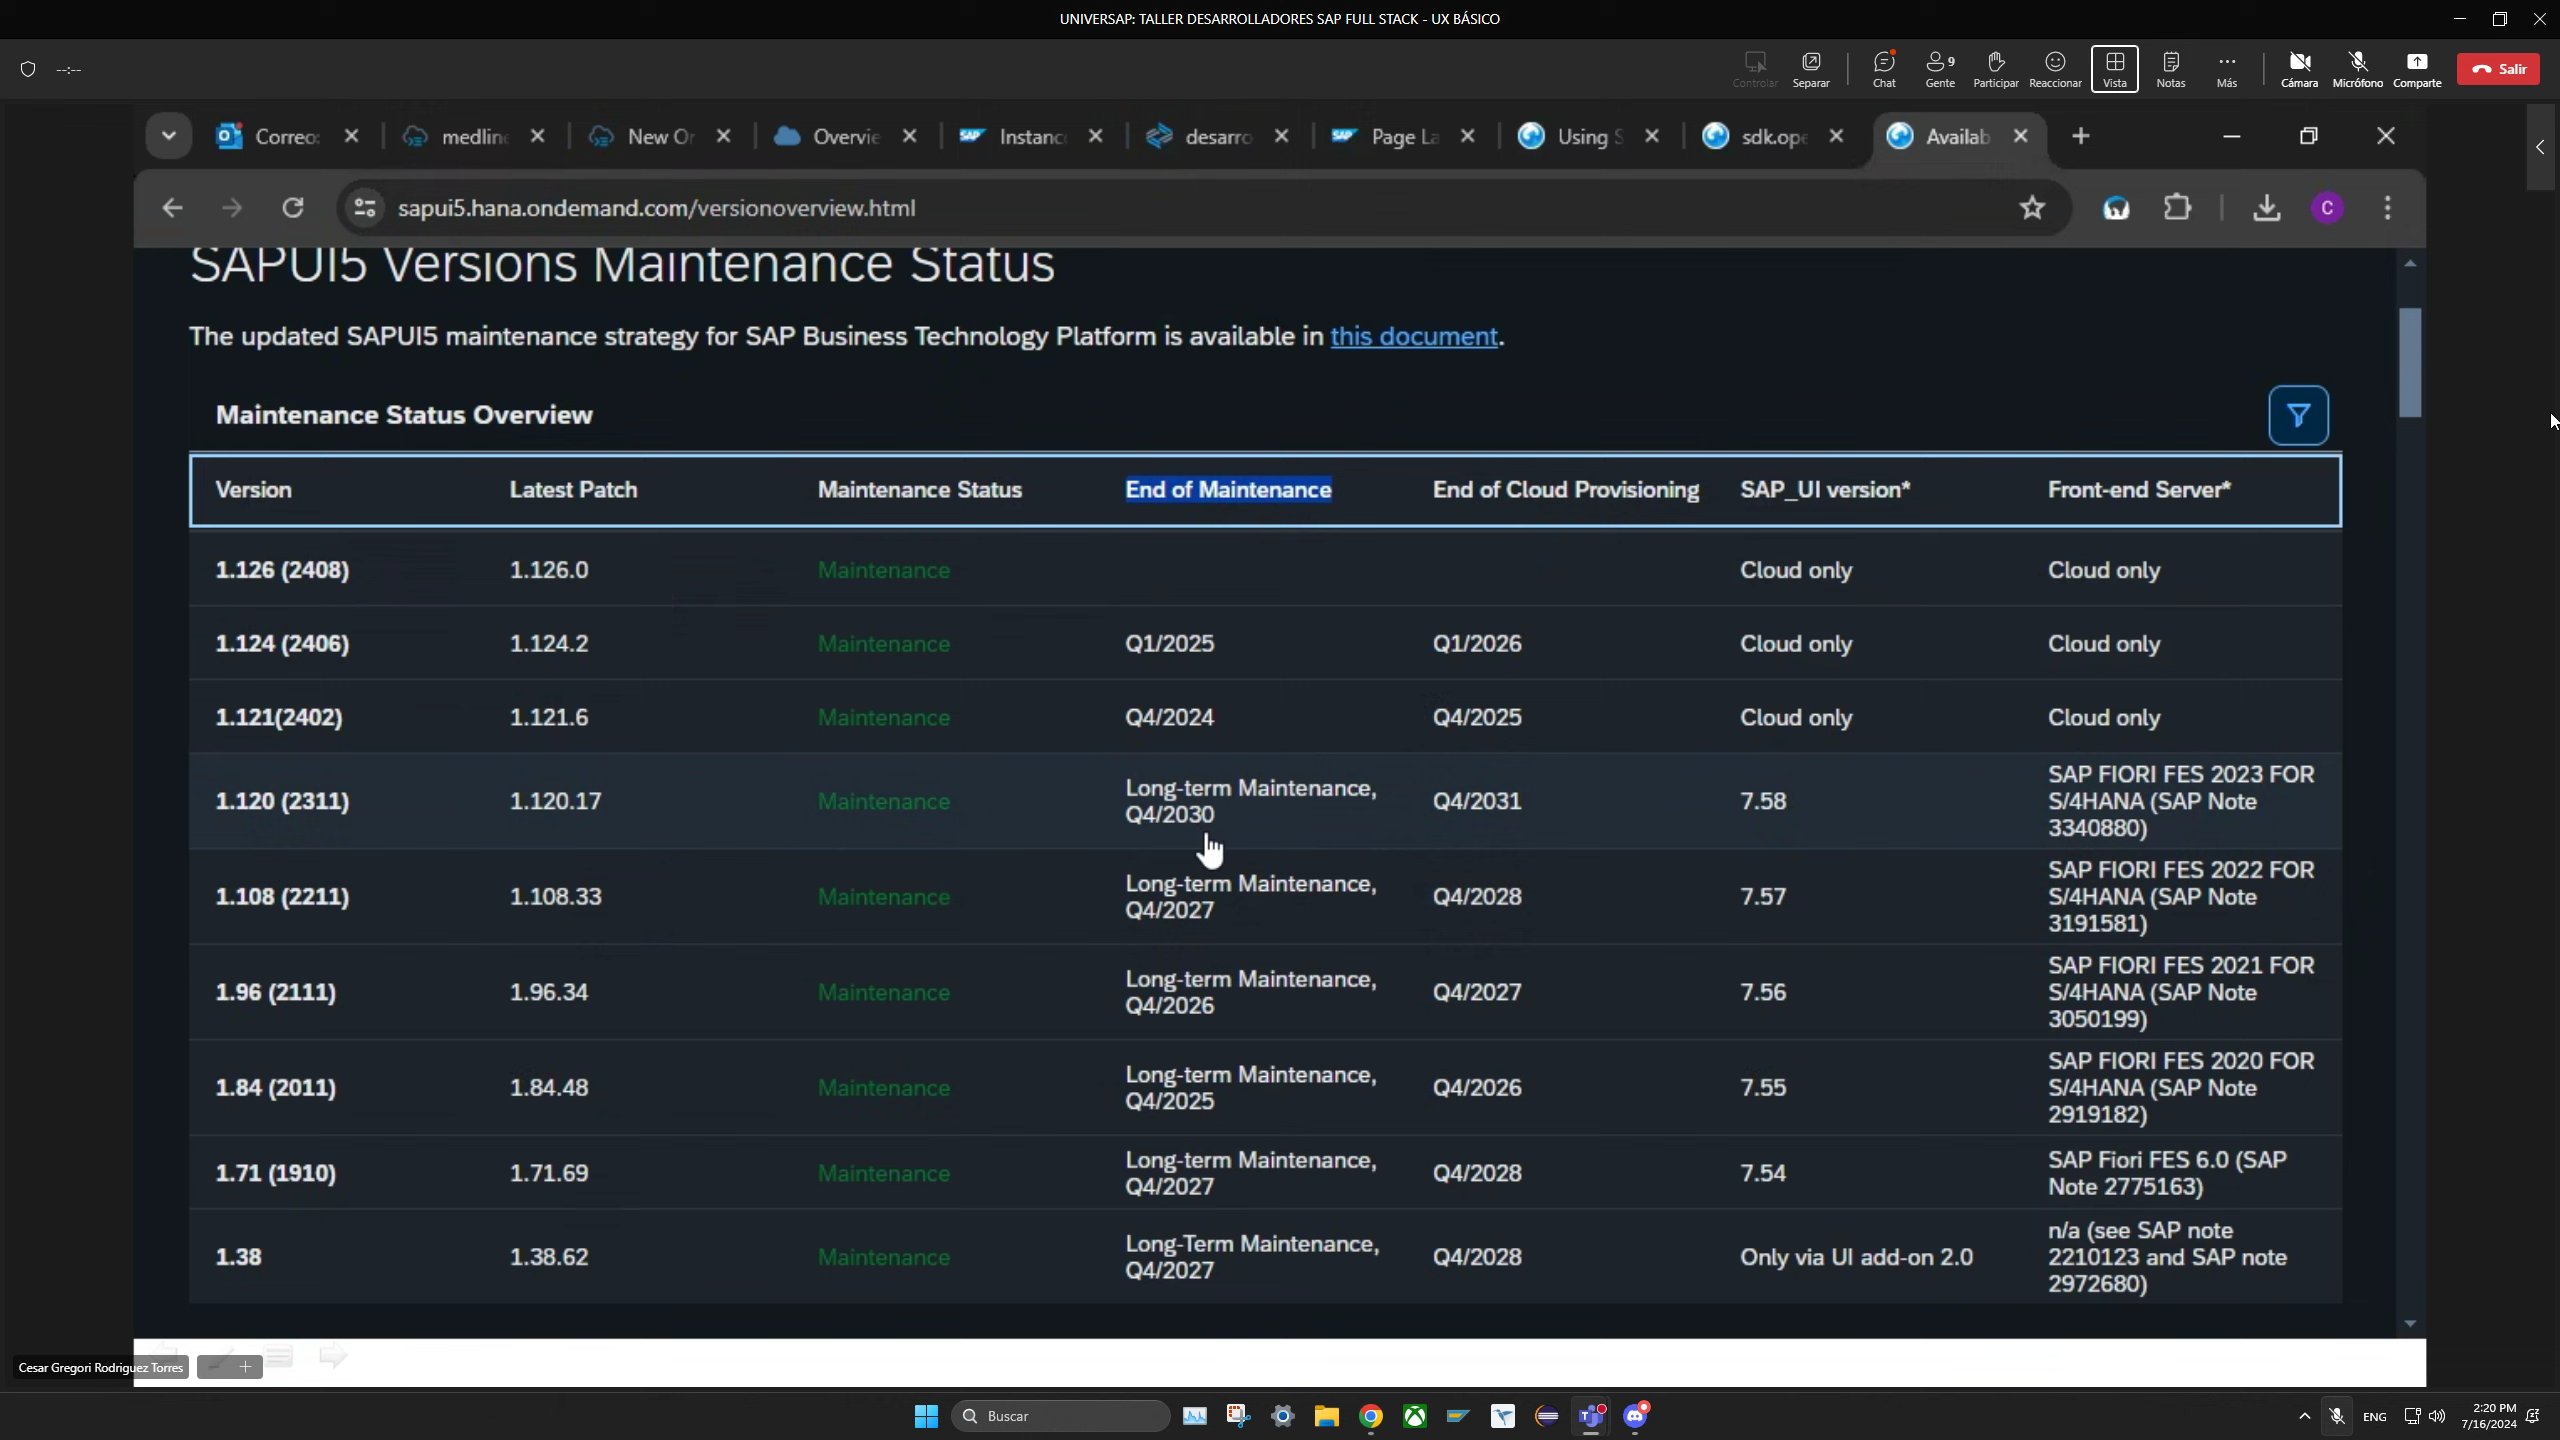 UNIVERSAP: TALLER DESARROLLADORES SAP FULL STACK - UX BÁSICO
--:--
Controlar
Separar
Chat
9
Gente
Participar
Reaccionar
Vista
Notas
Más
Cámara
Micrófono
Comparte
Salir
Correo:
medline
New Or
Overvie
Instanc
desarro
Page La
Using S
sdk.ope
Availab
sapui5.hana.ondemand.com/versionoverview.html
C
SAPUI5 Versions Maintenance Status
The updated SAPUI5 maintenance strategy for SAP Business Technology Platform is available in this document.
Maintenance Status Overview
Version Latest Patch Maintenance Status End of Maintenance End of Cloud Provisioning SAP_UI version* Front-end Server*
1.126 (2408) 1.126.0 Maintenance Cloud only Cloud only
1.124 (2406) 1.124.2 Maintenance Q1/2025 Q1/2026 Cloud only Cloud only
1.121(2402) 1.121.6 Maintenance Q4/2024 Q4/2025 Cloud only Cloud only
1.120 (2311) 1.120.17 Maintenance Long-term Maintenance, Q4/2030 Q4/2031 7.58 SAP FIORI FES 2023 FOR S/4HANA (SAP Note 3340880)
1.108 (2211) 1.108.33 Maintenance Long-term Maintenance, Q4/2027 Q4/2028 7.57 SAP FIORI FES 2022 FOR S/4HANA (SAP Note 3191581)
1.96 (2111) 1.96.34 Maintenance Long-term Maintenance, Q4/2026 Q4/2027 7.56 SAP FIORI FES 2021 FOR S/4HANA (SAP Note 3050199)
1.84 (2011) 1.84.48 Maintenance Long-term Maintenance, Q4/2025 Q4/2026 7.55 SAP FIORI FES 2020 FOR S/4HANA (SAP Note 2919182)
1.71 (1910) 1.71.69 Maintenance Long-term Maintenance, Q4/2027 Q4/2028 7.54 SAP Fiori FES 6.0 (SAP Note 2775163)
1.38 1.38.62 Maintenance Long-Term Maintenance, Q4/2027 Q4/2028 Only via UI add-on 2.0 n/a (see SAP note 2210123 and SAP note 2972680)
Cesar Gregori Rodriguez Torres
Buscar
ENG
2:20 PM
7/16/2024